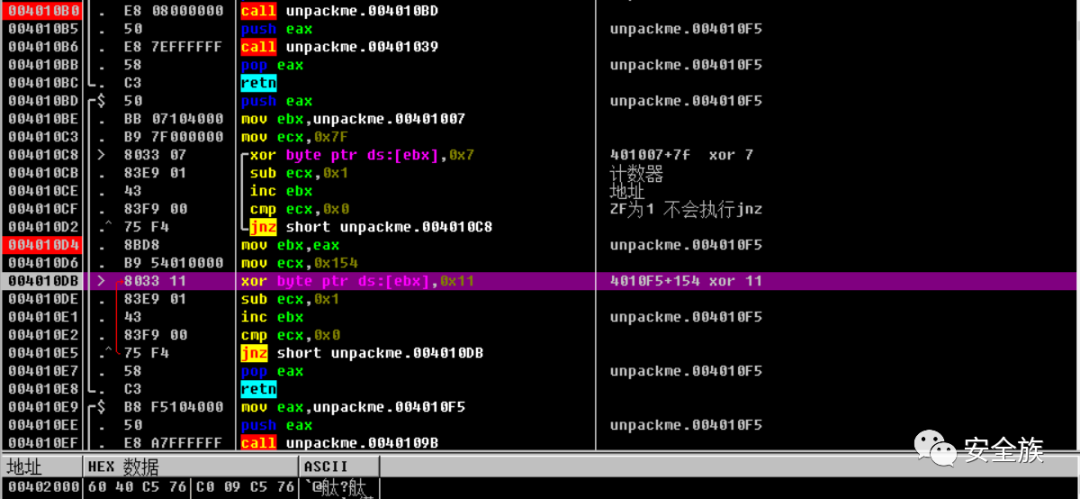 004010B0 . E8 08000000 call unpackme.004010BD
004010B5 . 50 push eax unpackme.004010F5
004010B6 . E8 7EFFFFFF call unpackme.00401039
004010BB . 58 pop eax unpackme.004010F5
004010BC . C3 retn
004010BD $ 50 push eax unpackme.004010F5
004010BE . BB 07104000 mov ebx,unpackme.00401007
004010C3 . B9 7F000000 mov ecx,0x7F
004010C8 > 8033 07 xor byte ptr ds:[ebx],0x7 401007+7f xor 7
004010CB . 83E9 01 sub ecx,0x1 计数器
004010CE . 43 inc ebx 地址
004010CF . 83F9 00 cmp ecx,0x0 ZF为1 不会执行jnz
004010D2 .^ 75 F4 jnz short unpackme.004010C8
004010D4 . 8BD8 mov ebx,eax unpackme.004010F5
004010D6 . B9 54010000 mov ecx,0x154
004010DB > 8033 11 xor byte ptr ds:[ebx],0x11 4010F5+154 xor 11
004010DE . 83E9 01 sub ecx,0x1
004010E1 . 43 inc ebx unpackme.004010F5
004010E2 . 83F9 00 cmp ecx,0x0
004010E5 .^ 75 F4 jnz short unpackme.004010DB
004010E7 . 58 pop eax unpackme.004010F5
004010E8 . C3 retn
004010E9 $ B8 F5104000 mov eax,unpackme.004010F5
004010EE . 50 push eax unpackme.004010F5
004010EF . E8 A7FFFFFF call unpackme.0040109B
安全族
地址 HEX 数据 ASCII
00402000 60 40 C5 76 C0 09 C5 76 `@舦?舦